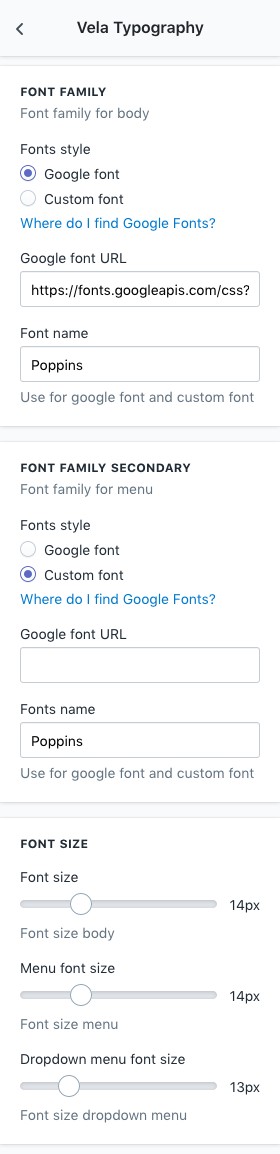 Vela Typography
FONT FAMILY
Font family for body
Fonts style
Google font
Custom font
Where do I find Google Fonts?
Google font URL
https://fonts.googleapis.com/css?
Font name
Poppins
Use for google font and custom font
FONT FAMILY SECONDARY
Font family for menu
Fonts style
Google font
Custom font
Where do I find Google Fonts?
Google font URL
Fonts name
Poppins
Use for google font and custom font
FONT SIZE
Font size
14px
Font size body
Menu font size
14px
Font size menu
Dropdown menu font size
13px
Font size dropdown menu